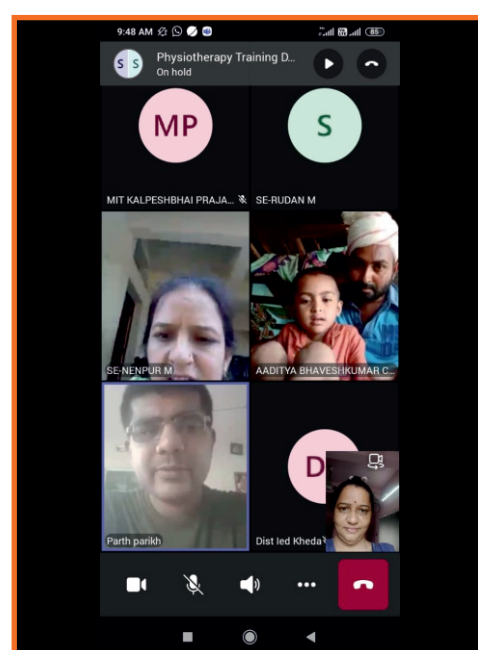 9:48 AM 85
S S Physiotherapy Training D...
On hold
MP S
MIT KALPESHBHAI PRAJA... SE-RUDAN M
SE-NENPUR M AADITYA BHAVESHKUMAR C...
D
Parth parikh Dist Ied Kheda